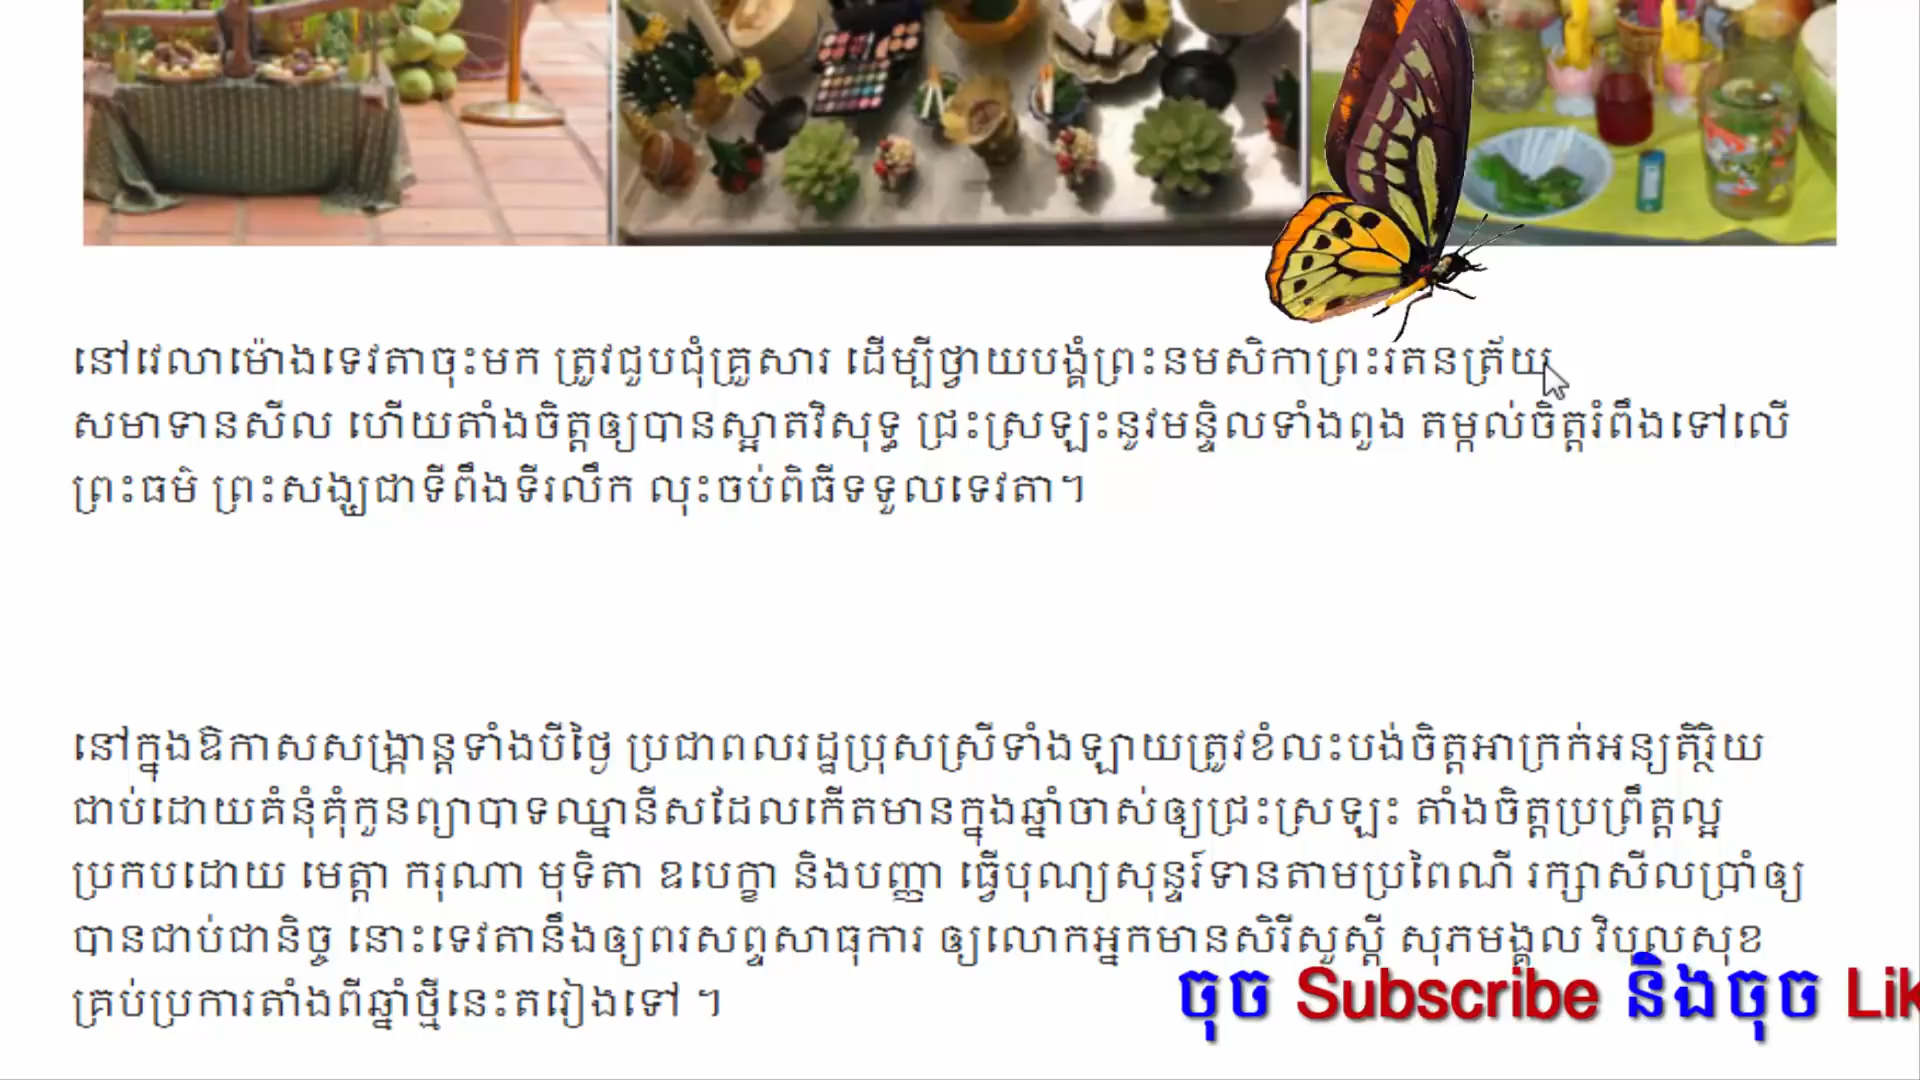 នៅវេលាម៉ោងទេវតាចុះមក ត្រូវជួបជុំគ្រួសារ ដើម្បីថ្វាយបង្គំព្រះនមសិការព្រះរតនត្រ័យ
សមាទានសីល ហើយតាំងចិត្តឲ្យបានស្អាតវិសុទ្ធ ជ្រះស្រឡះនូវមន្ទិលទាំងពួង តម្កល់ចិត្តរំពឹងទៅលើ
ព្រះធម៌ ព្រះសង្ឃជាទីពឹងទីរលឹក លុះចប់ពិធីទទួលទេវតា។
នៅក្នុងឱកាសសង្ក្រាន្តទាំងបីថ្ងៃ ប្រជាពលរដ្ឋប្រុសស្រីទាំងឡាយត្រូវខំលះបង់ចិត្តអាក្រក់អន្យតិរ្ថិយ
ជាប់ដោយគំនុំគុំកួនព្យាបាទឈ្នានីសដែលកើតមានក្នុងឆ្នាំចាស់ឲ្យជ្រះស្រឡះ តាំងចិត្តប្រព្រឹត្តល្អ
ប្រកបដោយ មេត្តា ករុណា មុទិតា ឧបេក្ខា និងបញ្ញា ធ្វើបុណ្យសុន្ទរ៍ទានតាមប្រពៃណី រក្សាសីលប្រាំឲ្យ
បានជាប់ជានិច្ច នោះទេវតានឹងឲ្យពរសព្ទសាធុការ ឲ្យលោកអ្នកមានសិរីសួស្តី សុភមង្គល វិបុលសុខ
គ្រប់ប្រការតាំងពីឆ្នាំថ្មីនេះតរៀងទៅ ។
ចុច Subscribe និងចុច Lik